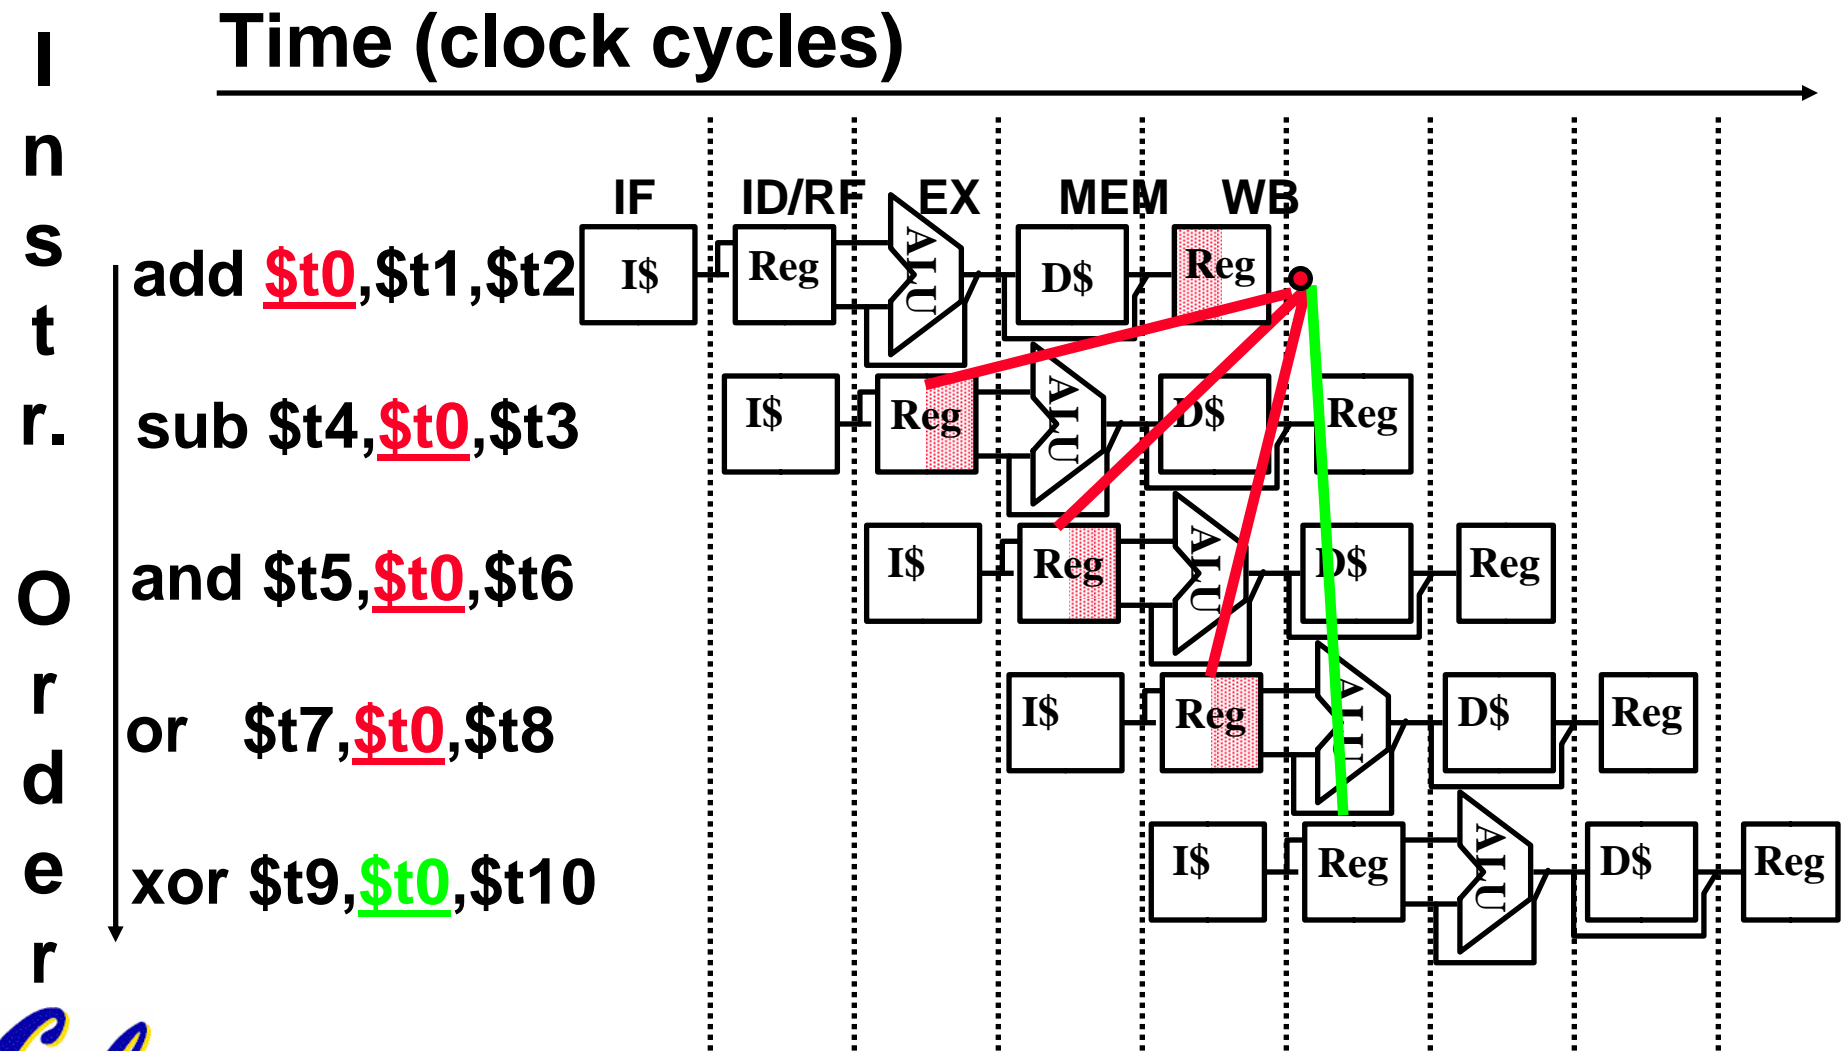 Time (clock cycles)
Instr. Order
IF ID/RF EX MEM WB
add $t0,$t1,$t2 I$ Reg ALU D$ Reg
sub $t4,$t0,$t3 I$ Reg ALU D$ Reg
and $t5,$t0,$t6 I$ Reg ALU D$ Reg
or $t7,$t0,$t8 I$ Reg ALU D$ Reg
xor $t9,$t0,$t10 I$ Reg ALU D$ Reg